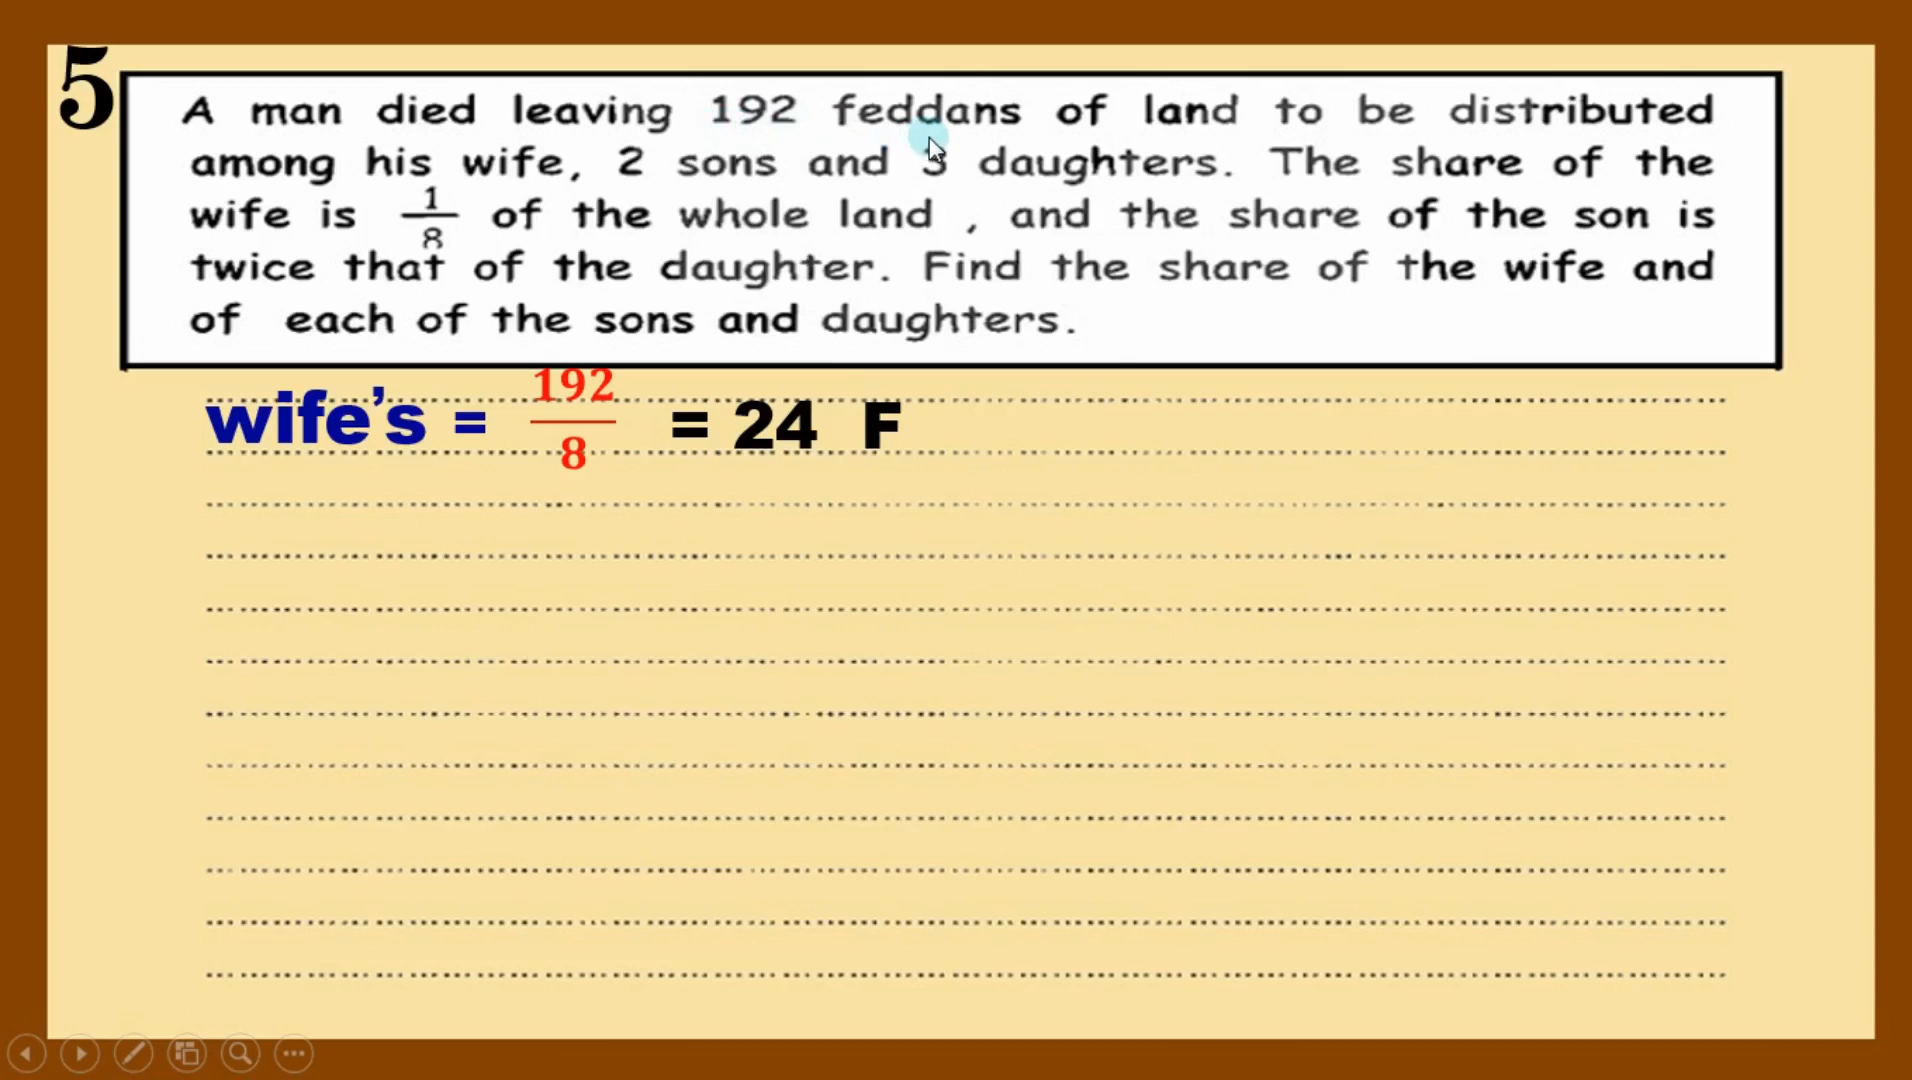 5
A man died leaving 192 feddans of land to be distributed
among his wife, 2 sons and 3 daughters. The share of the
wife is 1/8 of the whole land , and the share of the son is
twice that of the daughter. Find the share of the wife and
of each of the sons and daughters.
wife's = 192/8 = 24 F